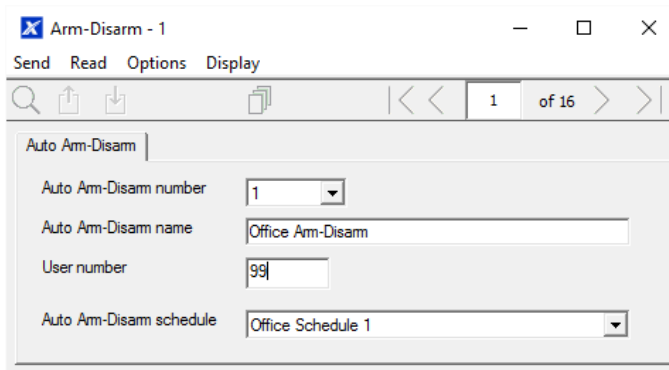 Arm-Disarm - 1
Send Read Options Display
1 of 16
Auto Arm-Disarm
Auto Arm-Disarm number 1
Auto Arm-Disarm name Office Arm-Disarm
User number 99
Auto Arm-Disarm schedule Office Schedule 1